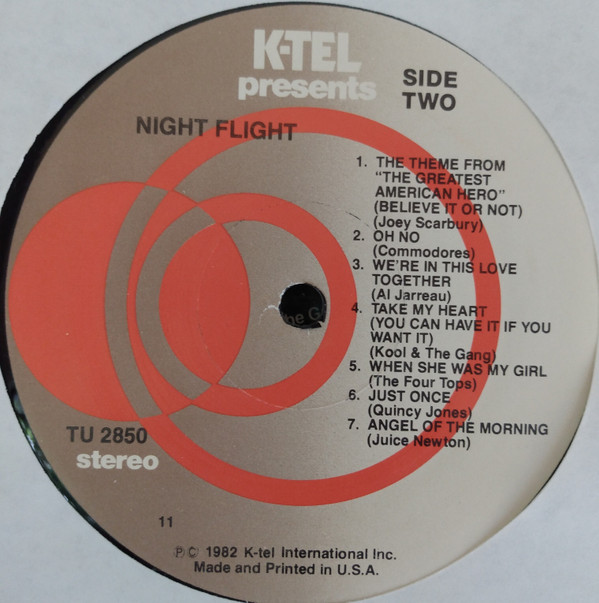 K-TEL
presents
SIDE
TWO
NIGHT FLIGHT
1. THE THEME FROM
"THE GREATEST
AMERICAN HERO"
(BELIEVE IT OR NOT)
(Joey Scarbury)
2. OH NO
(Commodores)
3. WE'RE IN THIS LOVE
TOGETHER
(Al Jarreau)
4. TAKE MY HEART
(YOU CAN HAVE IT IF YOU
WANT IT)
(Kool & The Gang)
5. WHEN SHE WAS MY GIRL
(The Four Tops)
6. JUST ONCE
(Quincy Jones)
7. ANGEL OF THE MORNING
(Juice Newton)
TU 2850
stereo
11
℗© 1982 K-tel International Inc.
Made and Printed in U.S.A.